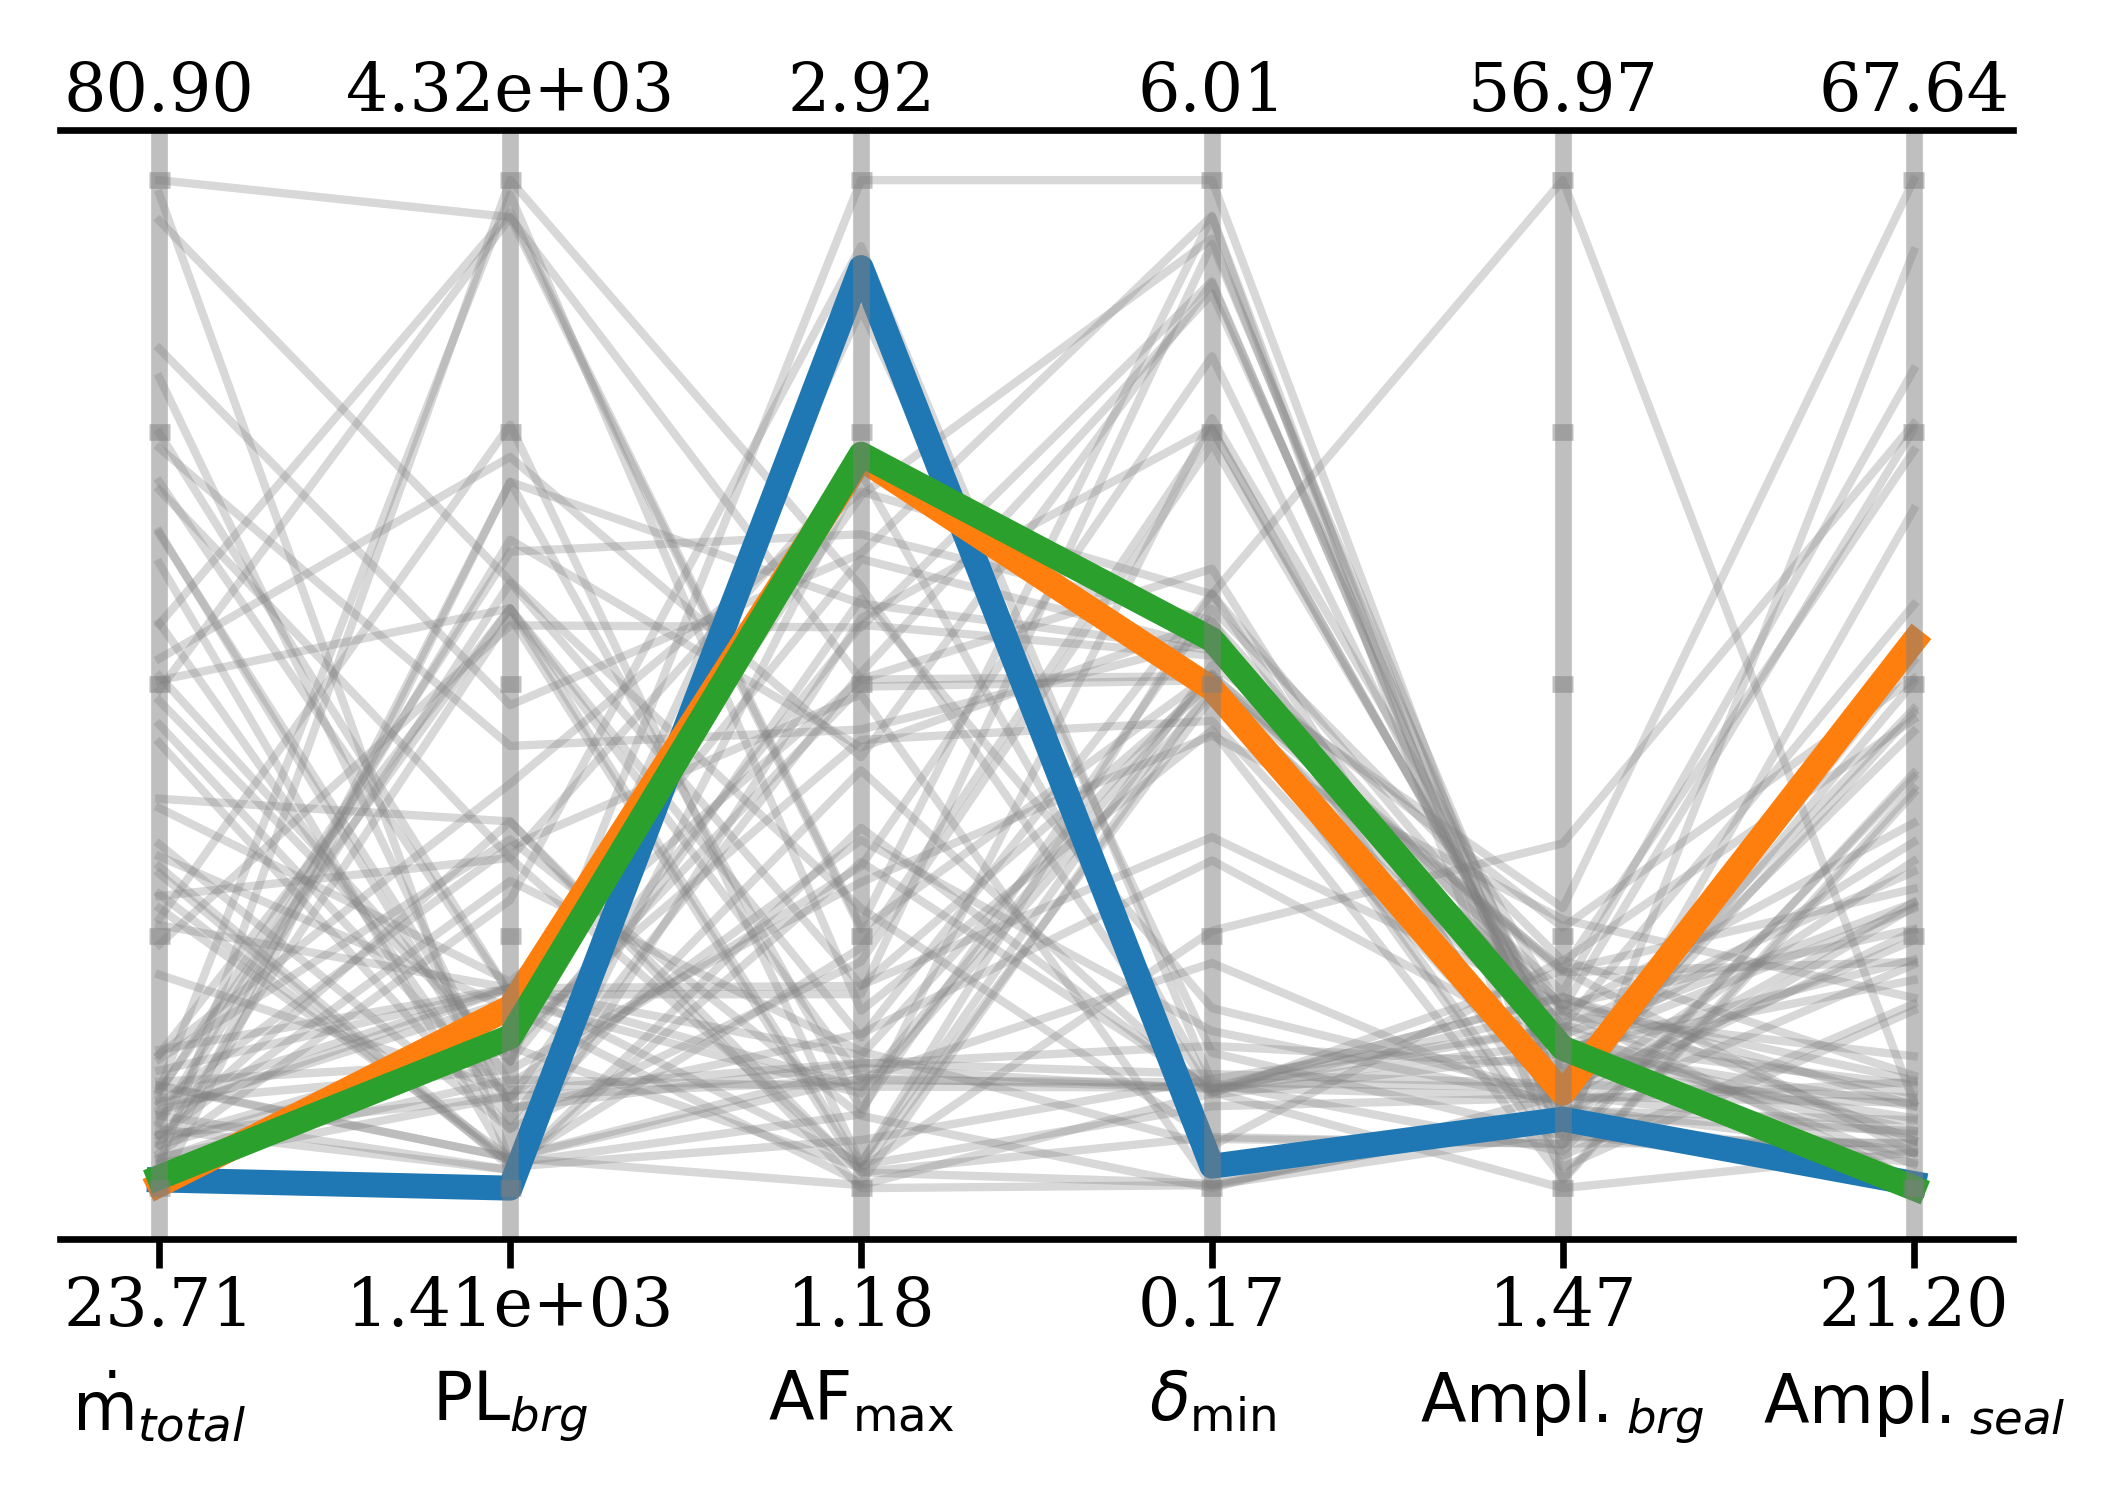 80.90 4.32e+03 2.92 6.01 56.97 67.64
23.71 1.41e+03 1.18 0.17 1.47 21.20
ṁtotal PLbrg AFmax δmin Ampl. brg Ampl. seal